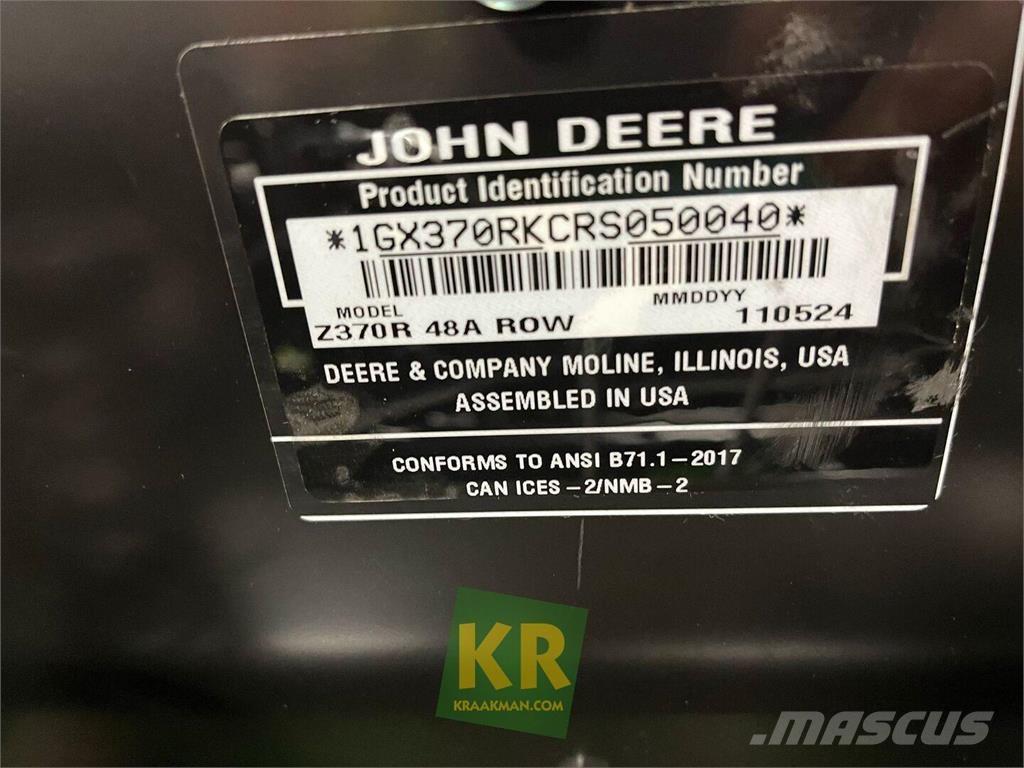 JOHN DEERE
Product Identification Number
*1GX370RKCRS050040*
MODEL MMDDYY
Z370R 48A ROW 110524
DEERE & COMPANY MOLINE, ILLINOIS, USA
ASSEMBLED IN USA
CONFORMS TO ANSI B71.1-2017
CAN ICES-2/NMB-2
KR
KRAAKMAN.COM
MASCUS